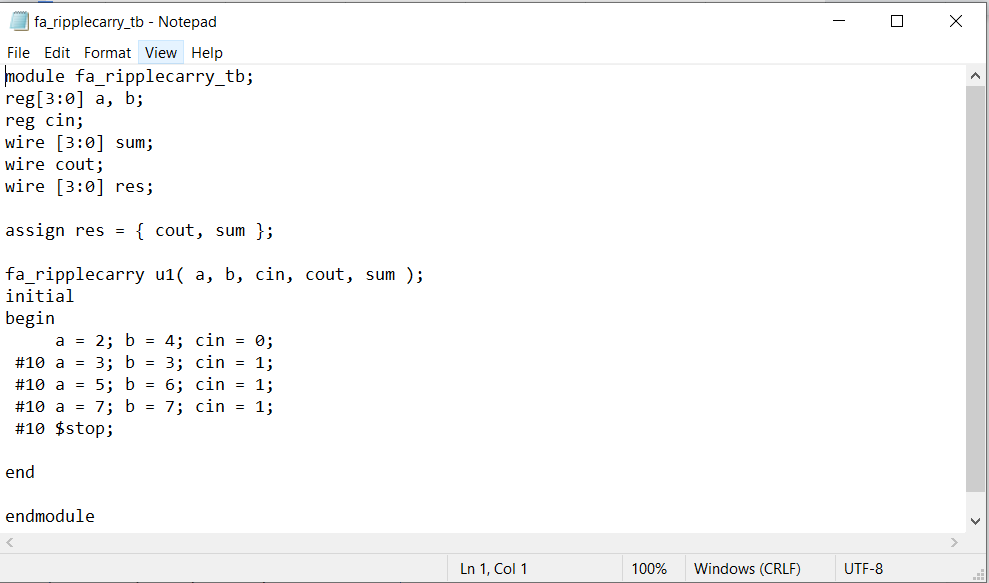 fa_ripplecarry_tb - Notepad
File Edit Format View Help
module fa_ripplecarry_tb;
reg[3:0] a, b;
reg cin;
wire [3:0] sum;
wire cout;
wire [3:0] res;
assign res = { cout, sum };
fa_ripplecarry u1( a, b, cin, cout, sum );
initial
begin
     a = 2; b = 4; cin = 0;
 #10 a = 3; b = 3; cin = 1;
 #10 a = 5; b = 6; cin = 1;
 #10 a = 7; b = 7; cin = 1;
 #10 $stop;
end
endmodule
Ln 1, Col 1 100% Windows (CRLF) UTF-8